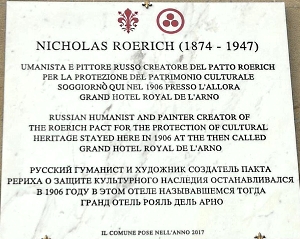 NICHOLAS ROERICH (1874 - 1947)
UMANISTA E PITTORE RUSSO CREATORE DEL PATTO ROERICH
PER LA PROTEZIONE DEL PATRIMONIO CULTURALE
SOGGIORNÒ QUI NEL 1906 PRESSO L'ALLORA
GRAND HOTEL ROYAL DE L'ARNO
RUSSIAN HUMANIST AND PAINTER CREATOR OF
THE ROERICH PACT FOR THE PROTECTION OF CULTURAL
HERITAGE STAYED HERE IN 1906 AT THE THEN CALLED
GRAND HOTEL ROYAL DE L'ARNO
РУССКИЙ ГУМАНИСТ И ХУДОЖНИК СОЗДАТЕЛЬ ПАКТА
РЕРИХА О ЗАЩИТЕ КУЛЬТУРНОГО НАСЛЕДИЯ ОСТАНАВЛИВАЛСЯ
В 1906 ГОДУ В ЭТОМ ОТЕЛЕ НАЗЫВАВШЕМСЯ ТОГДА
ГРАНД ОТЕЛЬ РОЯЛЬ ДЕЛЬ АРНО
IL COMUNE POSE NELL'ANNO 2017